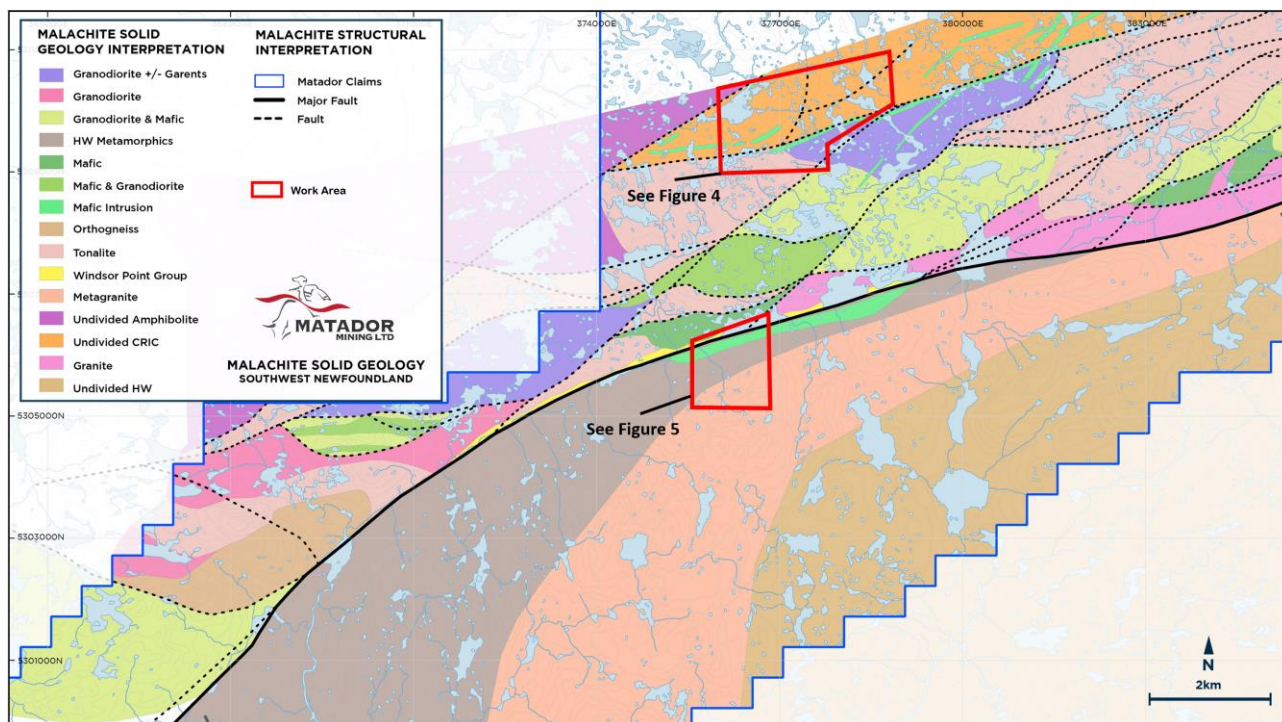 374000E
377000E
380000E
383000E
MALACHITE SOLID
GEOLOGY INTERPRETATION
Granodiorite +/- Garents
Granodiorite
Granodiorite & Mafic
HW Metamorphics
Mafic
Mafic & Granodiorite
Mafic Intrusion
Orthogneiss
Tonalite
Windsor Point Group
Metagranite
Undivided Amphibolite
Undivided CRIC
Granite
Undivided HW
MALACHITE STRUCTURAL
INTERPRETATION
Matador Claims
Major Fault
Fault
Work Area
MATADOR
MINING LTD
MALACHITE SOLID GEOLOGY
SOUTHWEST NEWFOUNDLAND
See Figure 4
See Figure 5
5305000N
5303000N
5301000N
N
2km